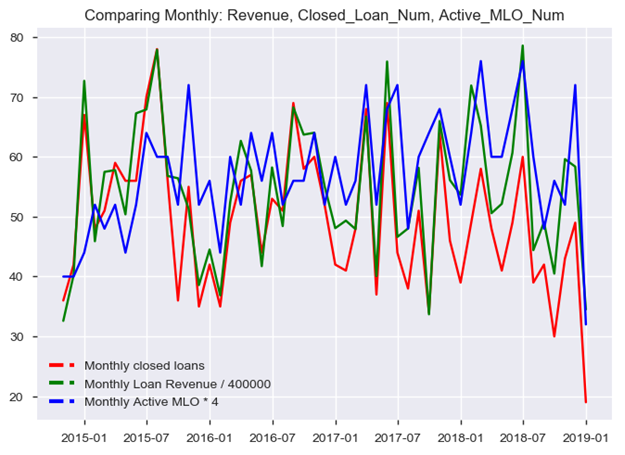 Comparing Monthly: Revenue, Closed_Loan_Num, Active_MLO_Num
80
70
60
50
40
30
20
Monthly closed loans
Monthly Loan Revenue / 400000
Monthly Active MLO * 4
2015-01 2015-07 2016-01 2016-07 2017-01 2017-07 2018-01 2018-07 2019-01